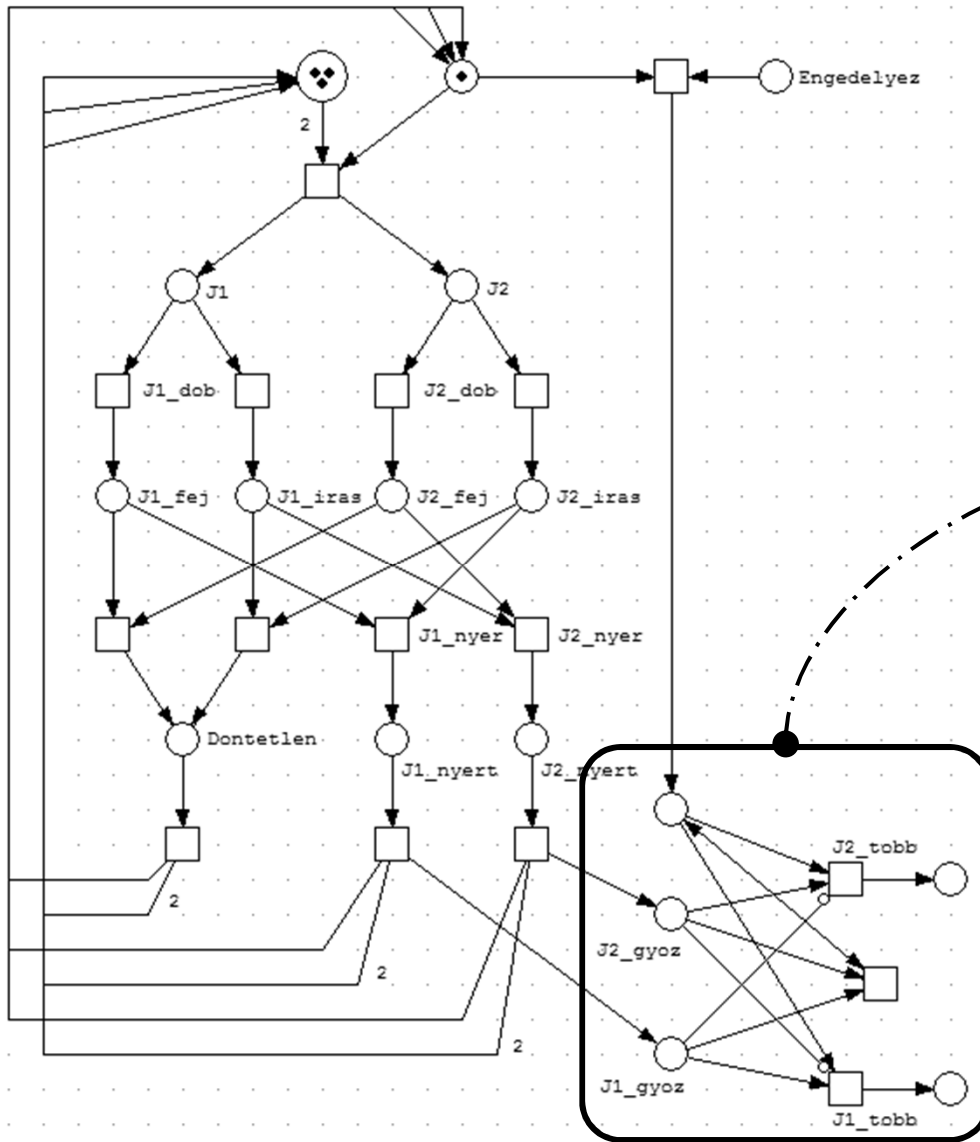 Engedelyez
2
J1
J2
J1_dob
J2_dob
J1_fej
J1_iras
J2_fej
J2_iras
J1_nyer
J2_nyer
Dontetlen
J1_nyert
J2_nyert
J2_tobb
2
J2_gyoz
2
2
J1_gyoz
J1_tobb